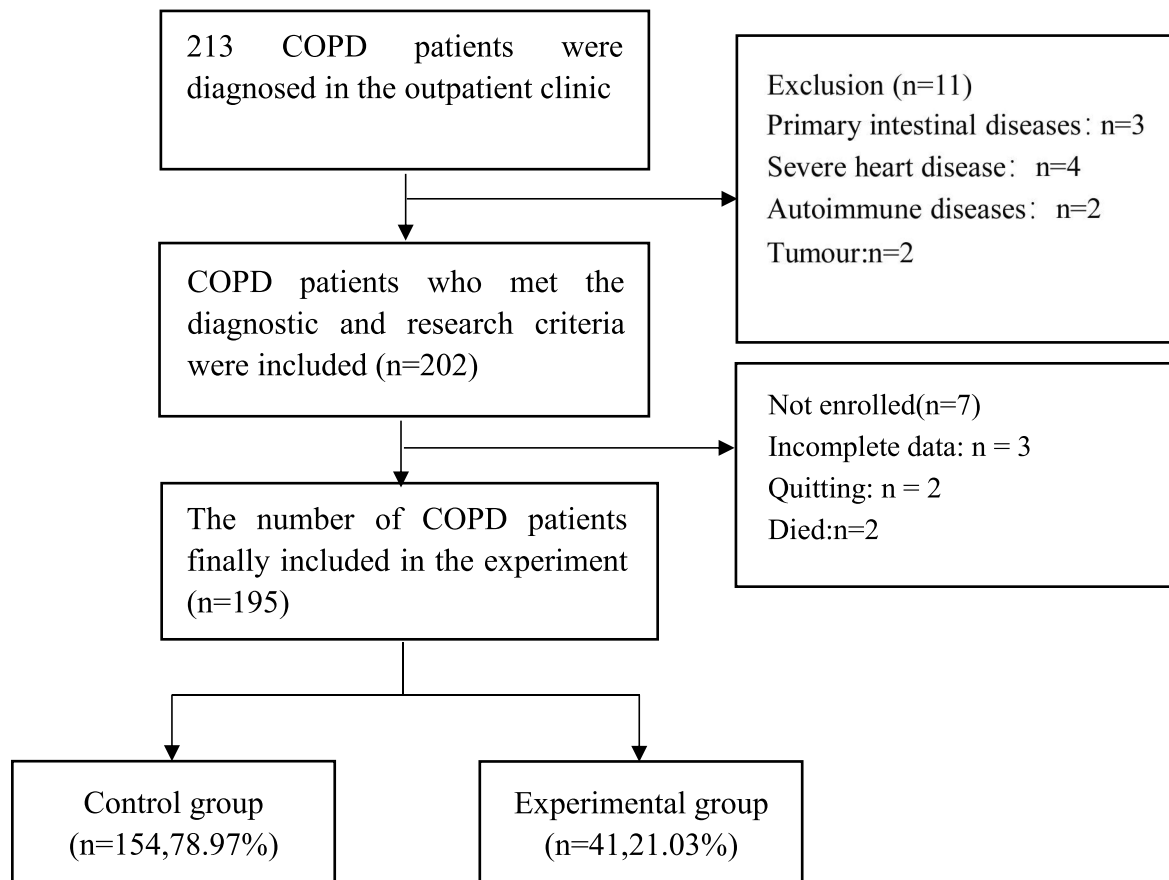 213 COPD patients were
diagnosed in the outpatient clinic
Exclusion (n=11)
Primary intestinal diseases：n=3
Severe heart disease： n=4
Autoimmune diseases： n=2
Tumour:n=2
COPD patients who met the
diagnostic and research criteria
were included (n=202)
Not enrolled(n=7)
Incomplete data: n = 3
Quitting: n = 2
Died:n=2
The number of COPD patients
finally included in the experiment
(n=195)
Control group
(n=154,78.97%)
Experimental group
(n=41,21.03%)